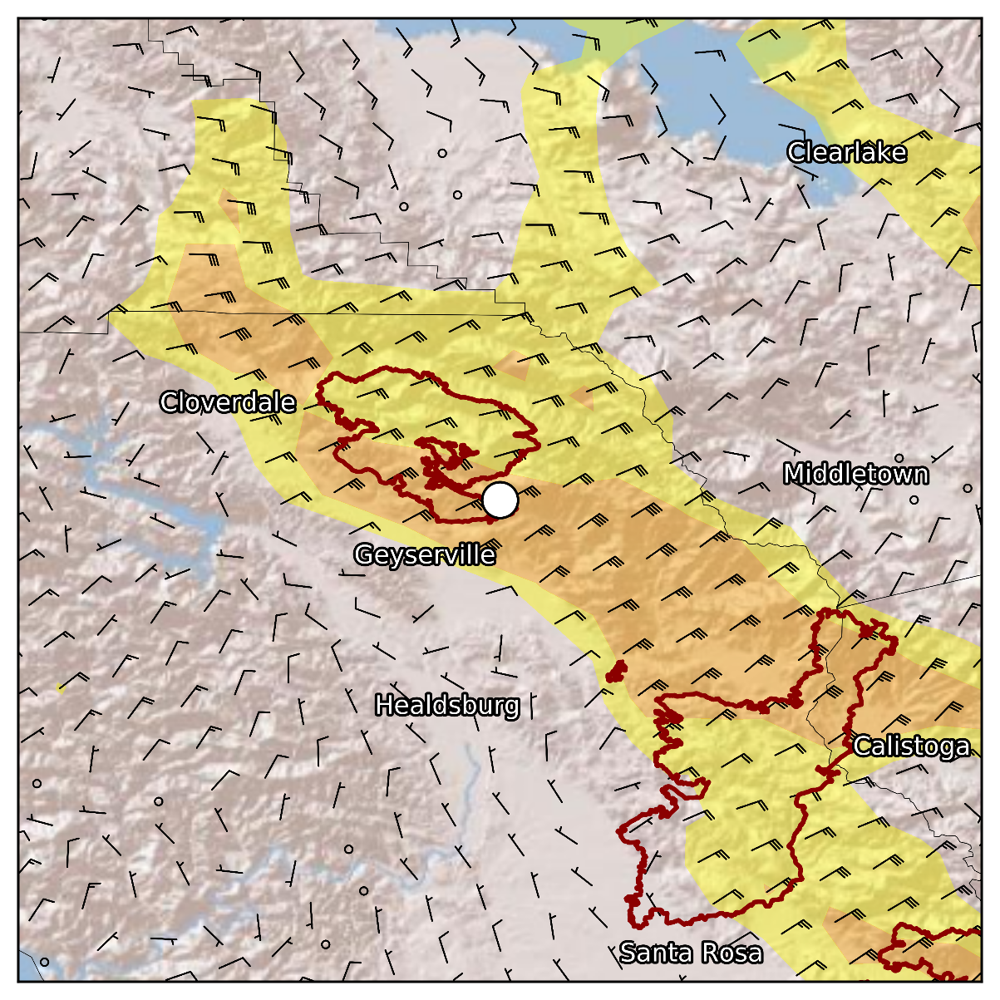 Clearlake
Cloverdale
Middletown
Geyserville
Healdsburg
Calistoga
Santa Rosa